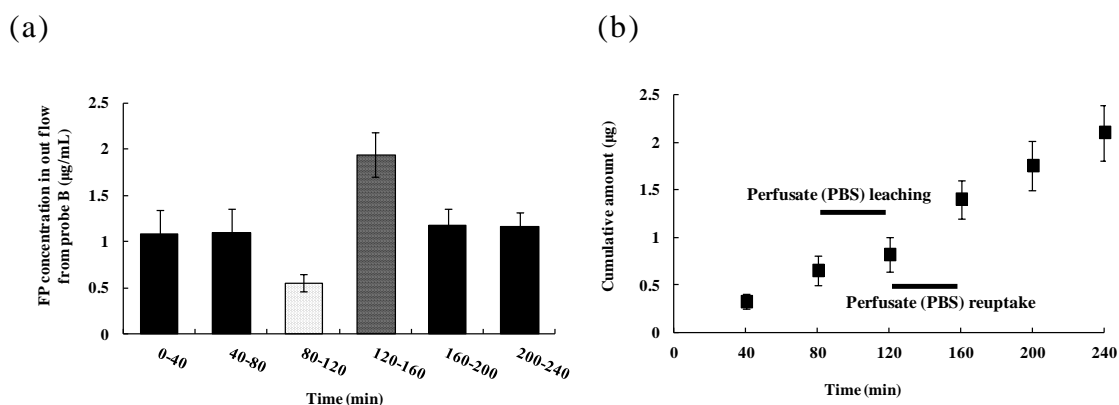 (a)
FP concentration in out flow
from probe B (μg/mL)
2.5
2
1.5
1
0.5
0
0-40
40-80
80-120
120-160
160-200
200-240
Time (min)
(b)
Cumulative amount (μg)
2.5
2
1.5
1
0.5
0
Perfusate (PBS) leaching
Perfusate (PBS) reuptake
0
40
80
120
160
200
240
Time (min)